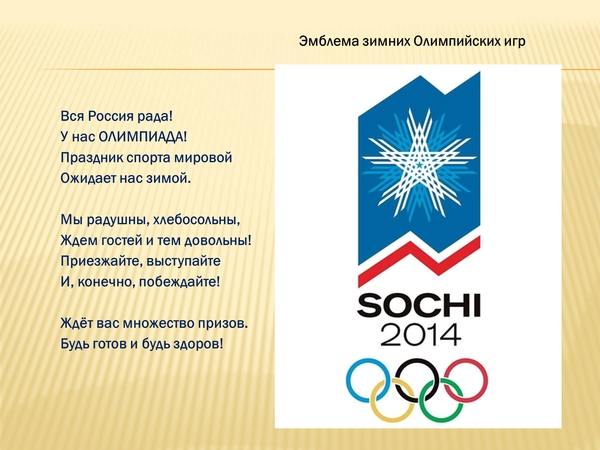 Эмблема зимних Олимпийских игр
Вся Россия рада!
У нас ОЛИМПИАДА!
Праздник спорта мировой
Ожидает нас зимой.
Мы радушны, хлебосольны,
Ждем гостей и тем довольны!
Приезжайте, выступайте
И, конечно, побеждайте!
Ждёт вас множество призов.
Будь готов и будь здоров!
SOCHI
2014